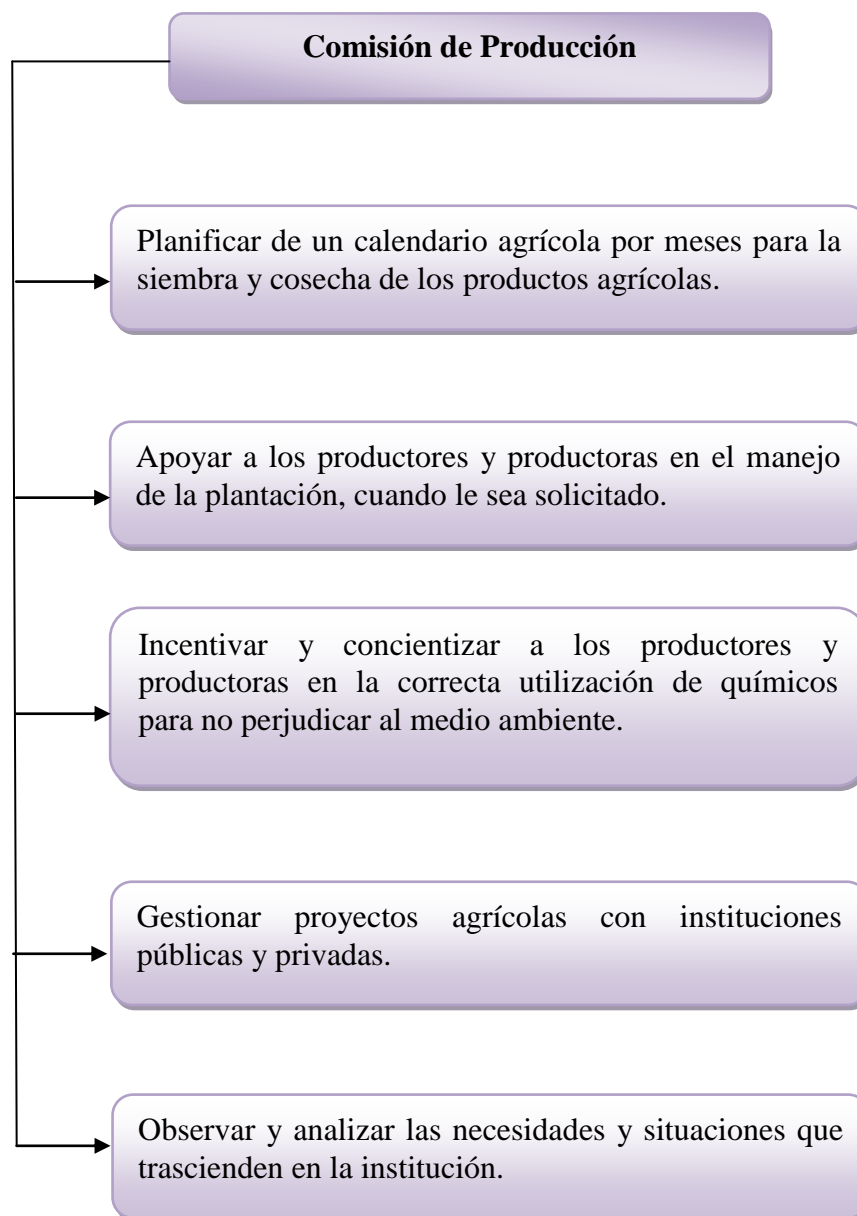 Comisión de Producción
Planificar de un calendario agrícola por meses para la
siembra y cosecha de los productos agrícolas.
Apoyar a los productores y productoras en el manejo
de la plantación, cuando le sea solicitado.
Incentivar y concientizar a los productores y
productoras en la correcta utilización de químicos
para no perjudicar al medio ambiente.
Gestionar proyectos agrícolas con instituciones
públicas y privadas.
Observar y analizar las necesidades y situaciones que
trascienden en la institución.